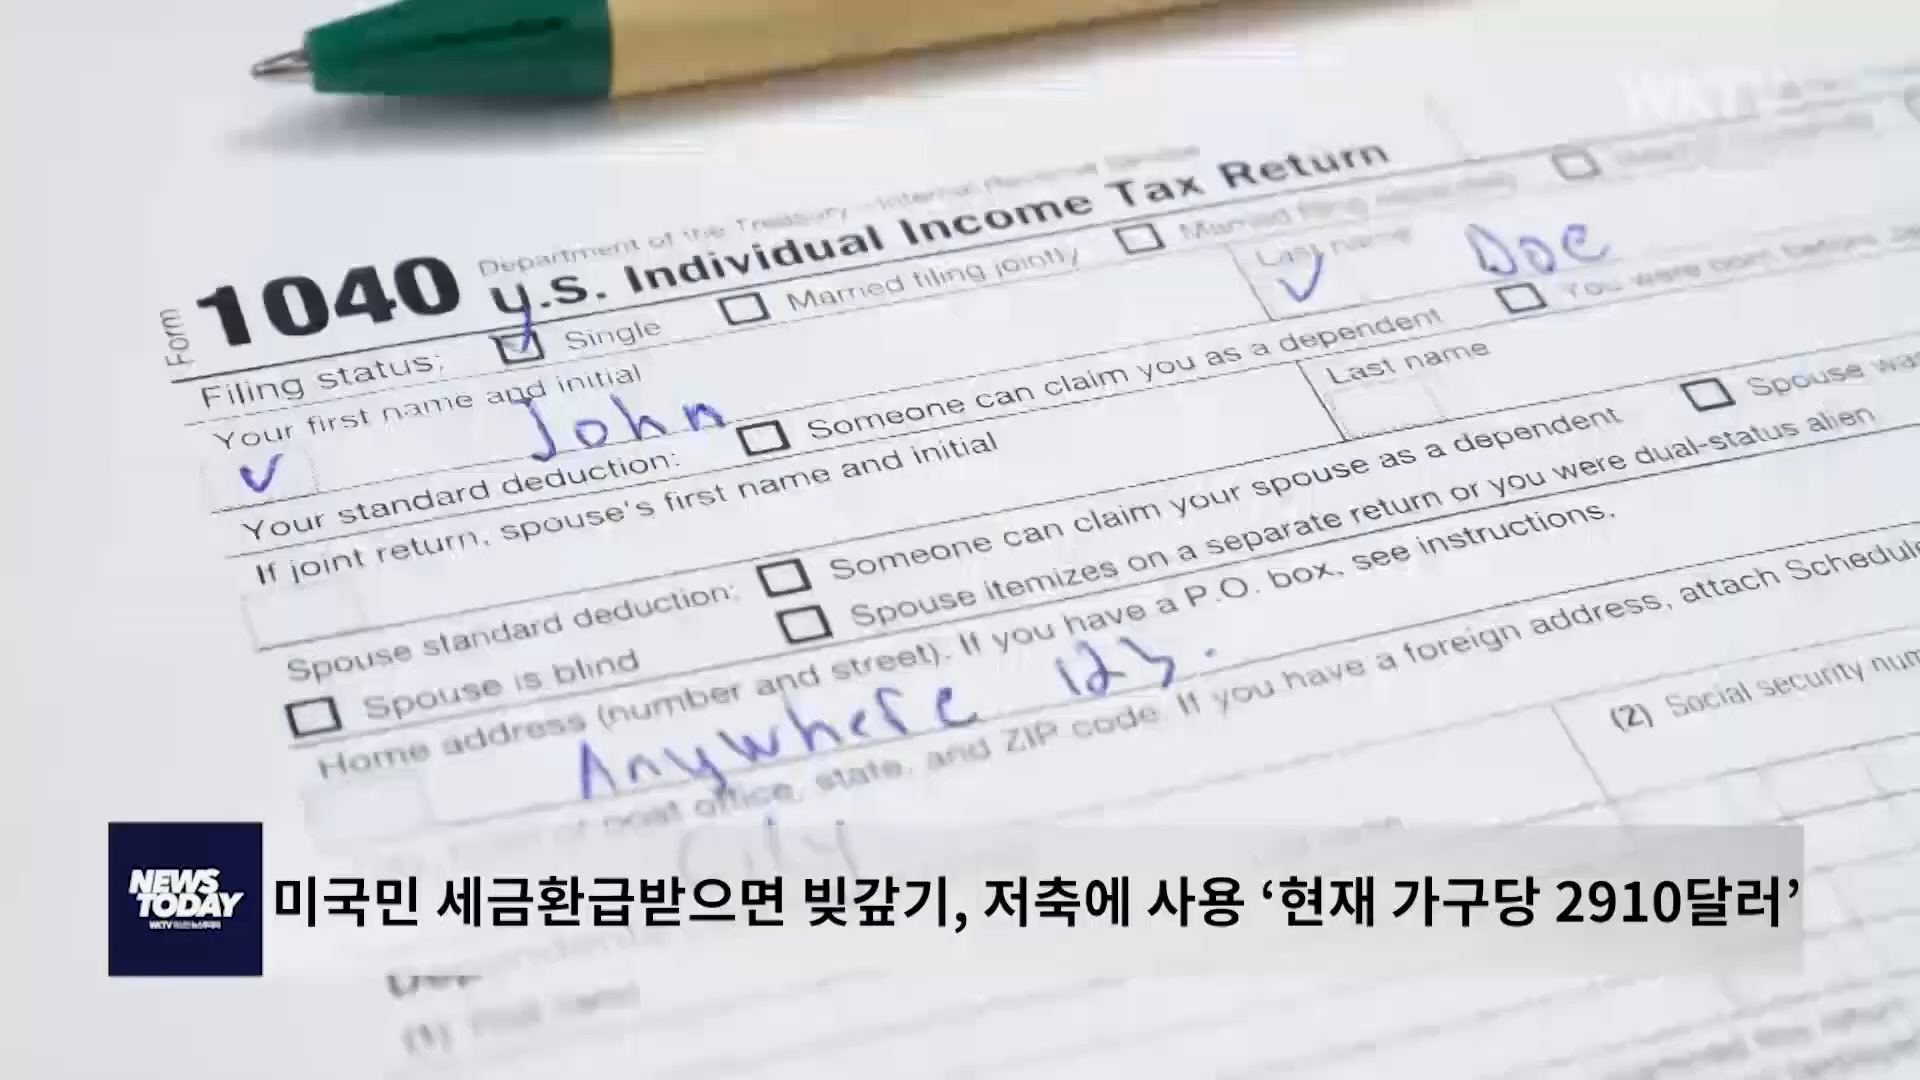 WKTV
Department of the Treasury - Internal Revenue Service
Form 1040 U.S. Individual Income Tax Return
Filing status: Single Married filing jointly Married filing separately
Your first name and initial Last name
John Doe
Your standard deduction: Someone can claim you as a dependent You were born before
If joint return, spouse's first name and initial Last name
Spouse standard deduction: Someone can claim your spouse as a dependent Spouse was
Spouse is blind Spouse itemizes on a separate return or you were dual-status alien
Home address (number and street). If you have a P.O. box, see instructions.
Anywhere 123.
post office, state, and ZIP code. If you have a foreign address, attach Schedule
City
(2) Social security num
NEWS
TODAY
미국민 세금환급받으면 빚갚기, 저축에 사용 ‘현재 가구당 2910달러’
Dependents
(1) First name